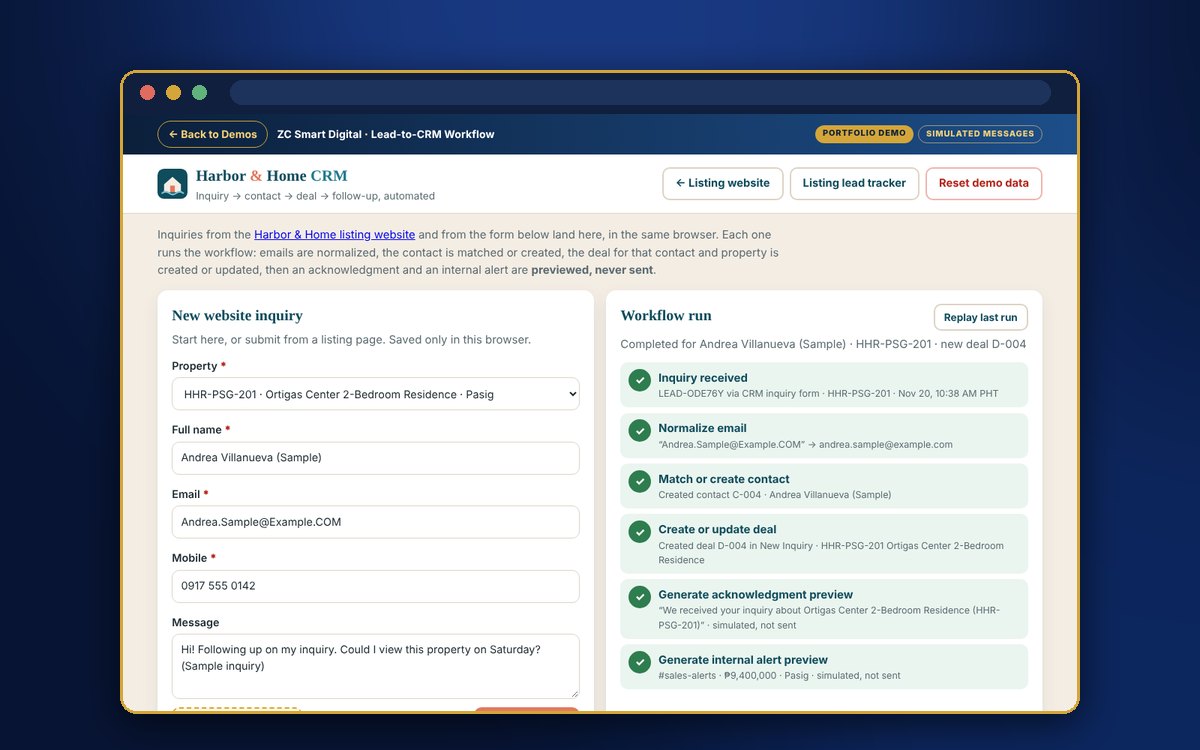 ← Back to Demos
ZC Smart Digital · Lead-to-CRM Workflow
PORTFOLIO DEMO
SIMULATED MESSAGES
Harbor & Home CRM
Inquiry → contact → deal → follow-up, automated
← Listing website
Listing lead tracker
Reset demo data
Inquiries from the Harbor & Home listing website and from the form below land here, in the same browser. Each one
runs the workflow: emails are normalized, the contact is matched or created, the deal for that contact and property is
created or updated, then an acknowledgment and an internal alert are previewed, never sent.
New website inquiry
Start here, or submit from a listing page. Saved only in this browser.
Property *
HHR-PSG-201 · Ortigas Center 2-Bedroom Residence · Pasig
Full name *
Andrea Villanueva (Sample)
Email *
Andrea.Sample@Example.COM
Mobile *
0917 555 0142
Message
Hi! Following up on my inquiry. Could I view this property on Saturday?
(Sample inquiry)
Workflow run
Replay last run
Completed for Andrea Villanueva (Sample) · HHR-PSG-201 · new deal D-004
Inquiry received
LEAD-ODE76Y via CRM inquiry form · HHR-PSG-201 · Nov 20, 10:38 AM PHT
Normalize email
“Andrea.Sample@Example.COM” → andrea.sample@example.com
Match or create contact
Created contact C-004 · Andrea Villanueva (Sample)
Create or update deal
Created deal D-004 in New Inquiry · HHR-PSG-201 Ortigas Center 2-Bedroom
Residence
Generate acknowledgment preview
“We received your inquiry about Ortigas Center 2-Bedroom Residence (HHR-
PSG-201)” · simulated, not sent
Generate internal alert preview
#sales-alerts · ₱9,400,000 · Pasig · simulated, not sent